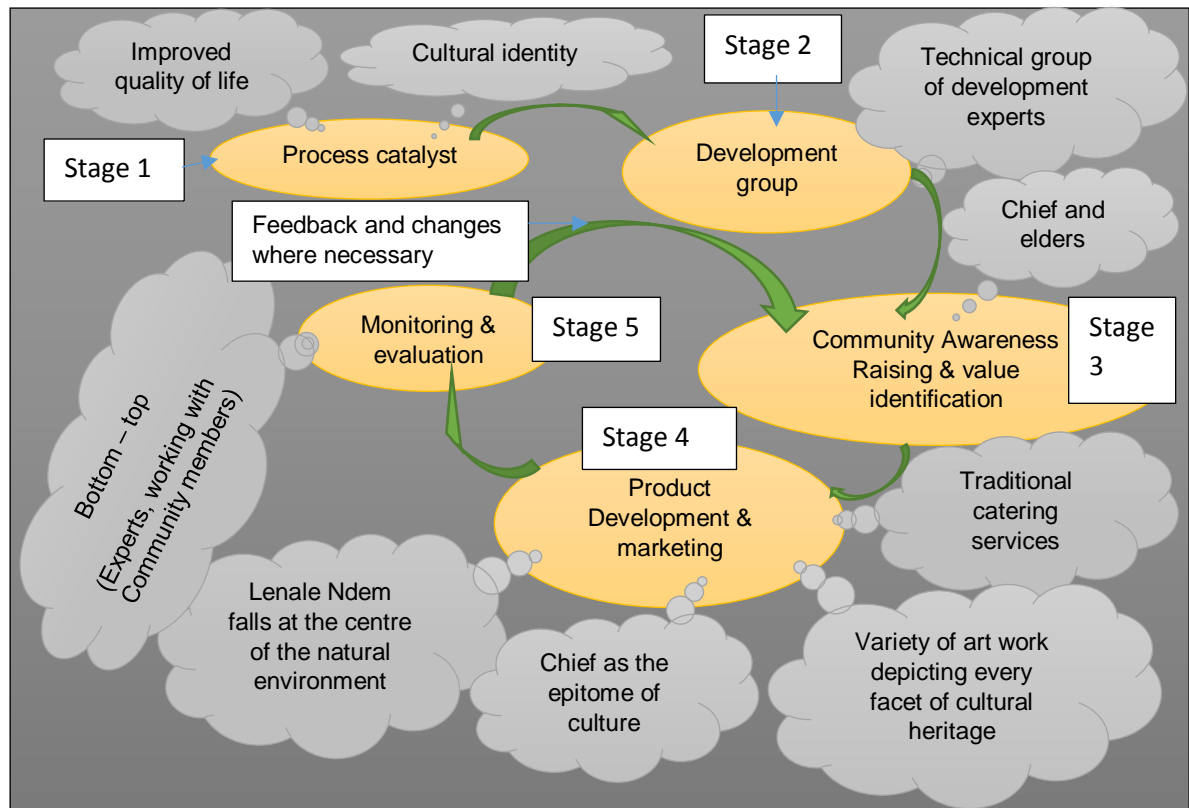 Improved
quality of life
Cultural identity
Stage 2
Technical group
of development
experts
Stage 1
Process catalyst
Development
group
Feedback and changes
where necessary
Chief and
elders
Monitoring &
evaluation
Stage 5
Community Awareness
Raising & value
identification
Stage
3
Bottom – top
(Experts, working with
Community members)
Stage 4
Product
Development &
marketing
Traditional
catering
services
Lenale Ndem
falls at the centre
of the natural
environment
Chief as the
epitome of
culture
Variety of art work
depicting every
facet of cultural
heritage